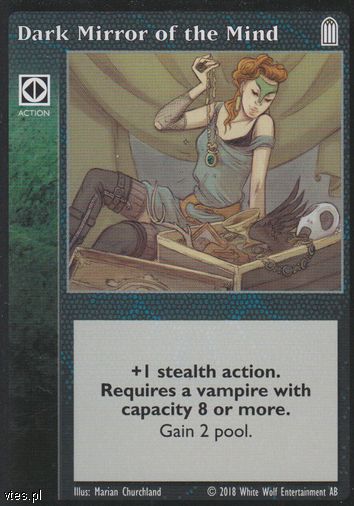 Dark Mirror of the Mind
ACTION
+1 stealth action.
Requires a vampire with
capacity 8 or more.
Gain 2 pool.
Illus: Marian Churchland © 2018 White Wolf Entertainment AB
vtes.pl